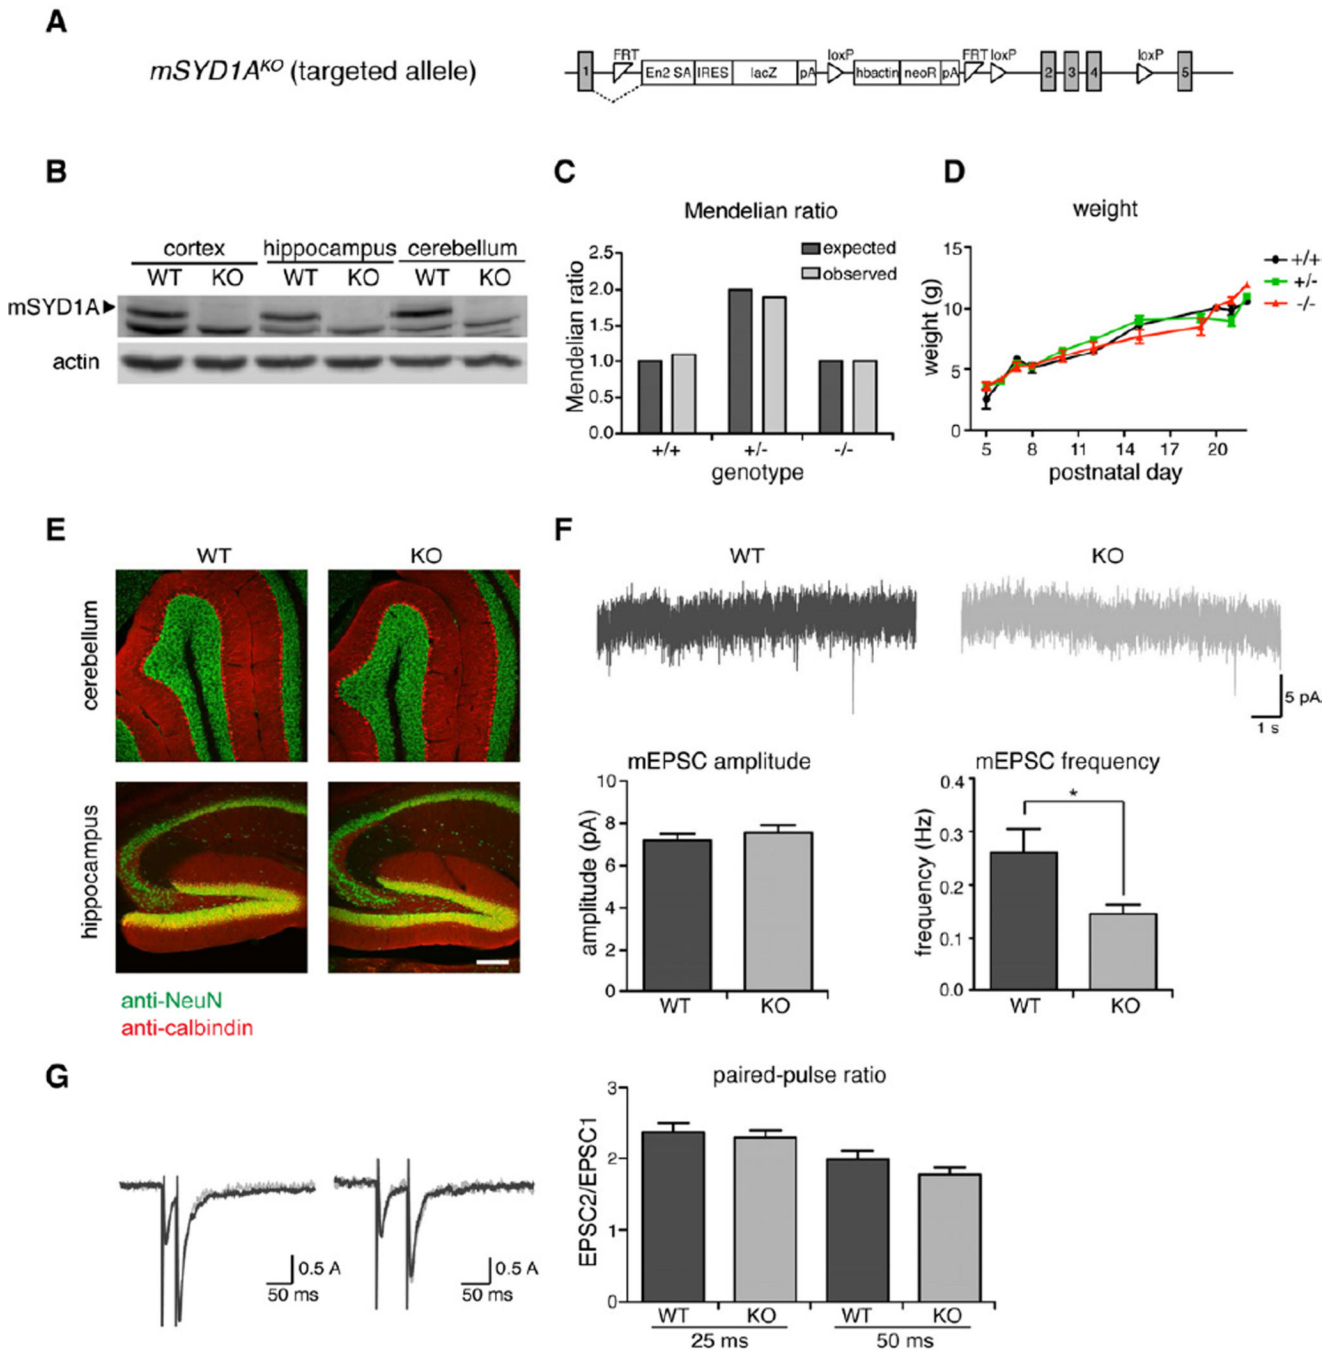 A
mSYD1A^KO (targeted allele)
FRT loxP FRT loxP loxP
1 En2 SA IRES lacZ pA hbactin neoR pA 2 3 4 5
B
cortex hippocampus cerebellum
WT KO WT KO WT KO
mSYD1A
actin
C
Mendelian ratio
expected
observed
Mendelian ratio
2.5
2.0
1.5
1.0
0.5
0.0
+/+ +/- -/-
genotype
D
weight
+/+
+/-
-/-
weight (g)
15
10
5
0
5 8 11 14 17 20
postnatal day
E
WT KO
cerebellum
hippocampus
anti-NeuN
anti-calbindin
F
WT KO
5 pA
1 s
mEPSC amplitude
amplitude (pA)
10
8
6
4
2
0
WT KO
mEPSC frequency
*
frequency (Hz)
0.4
0.3
0.2
0.1
0.0
WT KO
G
0.5 A
50 ms
0.5 A
50 ms
paired-pulse ratio
EPSC2/EPSC1
3
2
1
0
WT KO WT KO
25 ms 50 ms